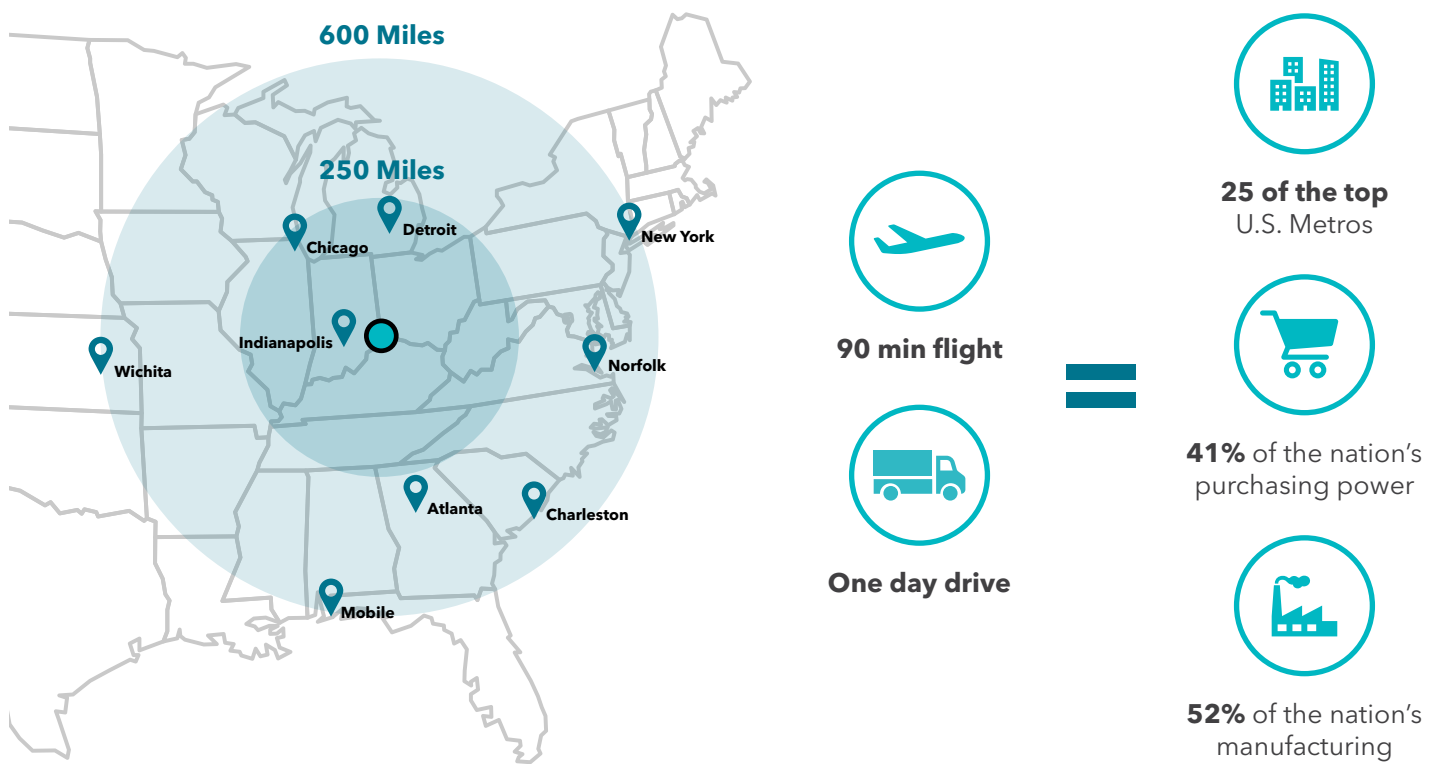 600 Miles
250 Miles
Detroit
Chicago
New York
Indianapolis
Norfolk
Wichita
Atlanta
Charleston
Mobile
90 min flight
One day drive
25 of the top
U.S. Metros
41% of the nation’s
purchasing power
52% of the nation’s
manufacturing